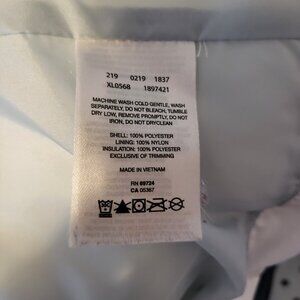 219 0219 1837
XL0568 1897421
MACHINE WASH COLD GENTLE, WASH
SEPARATELY, DO NOT BLEACH, TUMBLE
DRY LOW, REMOVE PROMPTLY, DO NOT
IRON, DO NOT DRYCLEAN
SHELL: 100% POLYESTER
LINING: 100% NYLON
INSULATION: 100% POLYESTER
EXCLUSIVE OF TRIMMING
MADE IN VIETNAM
RN 69724
CA 05367